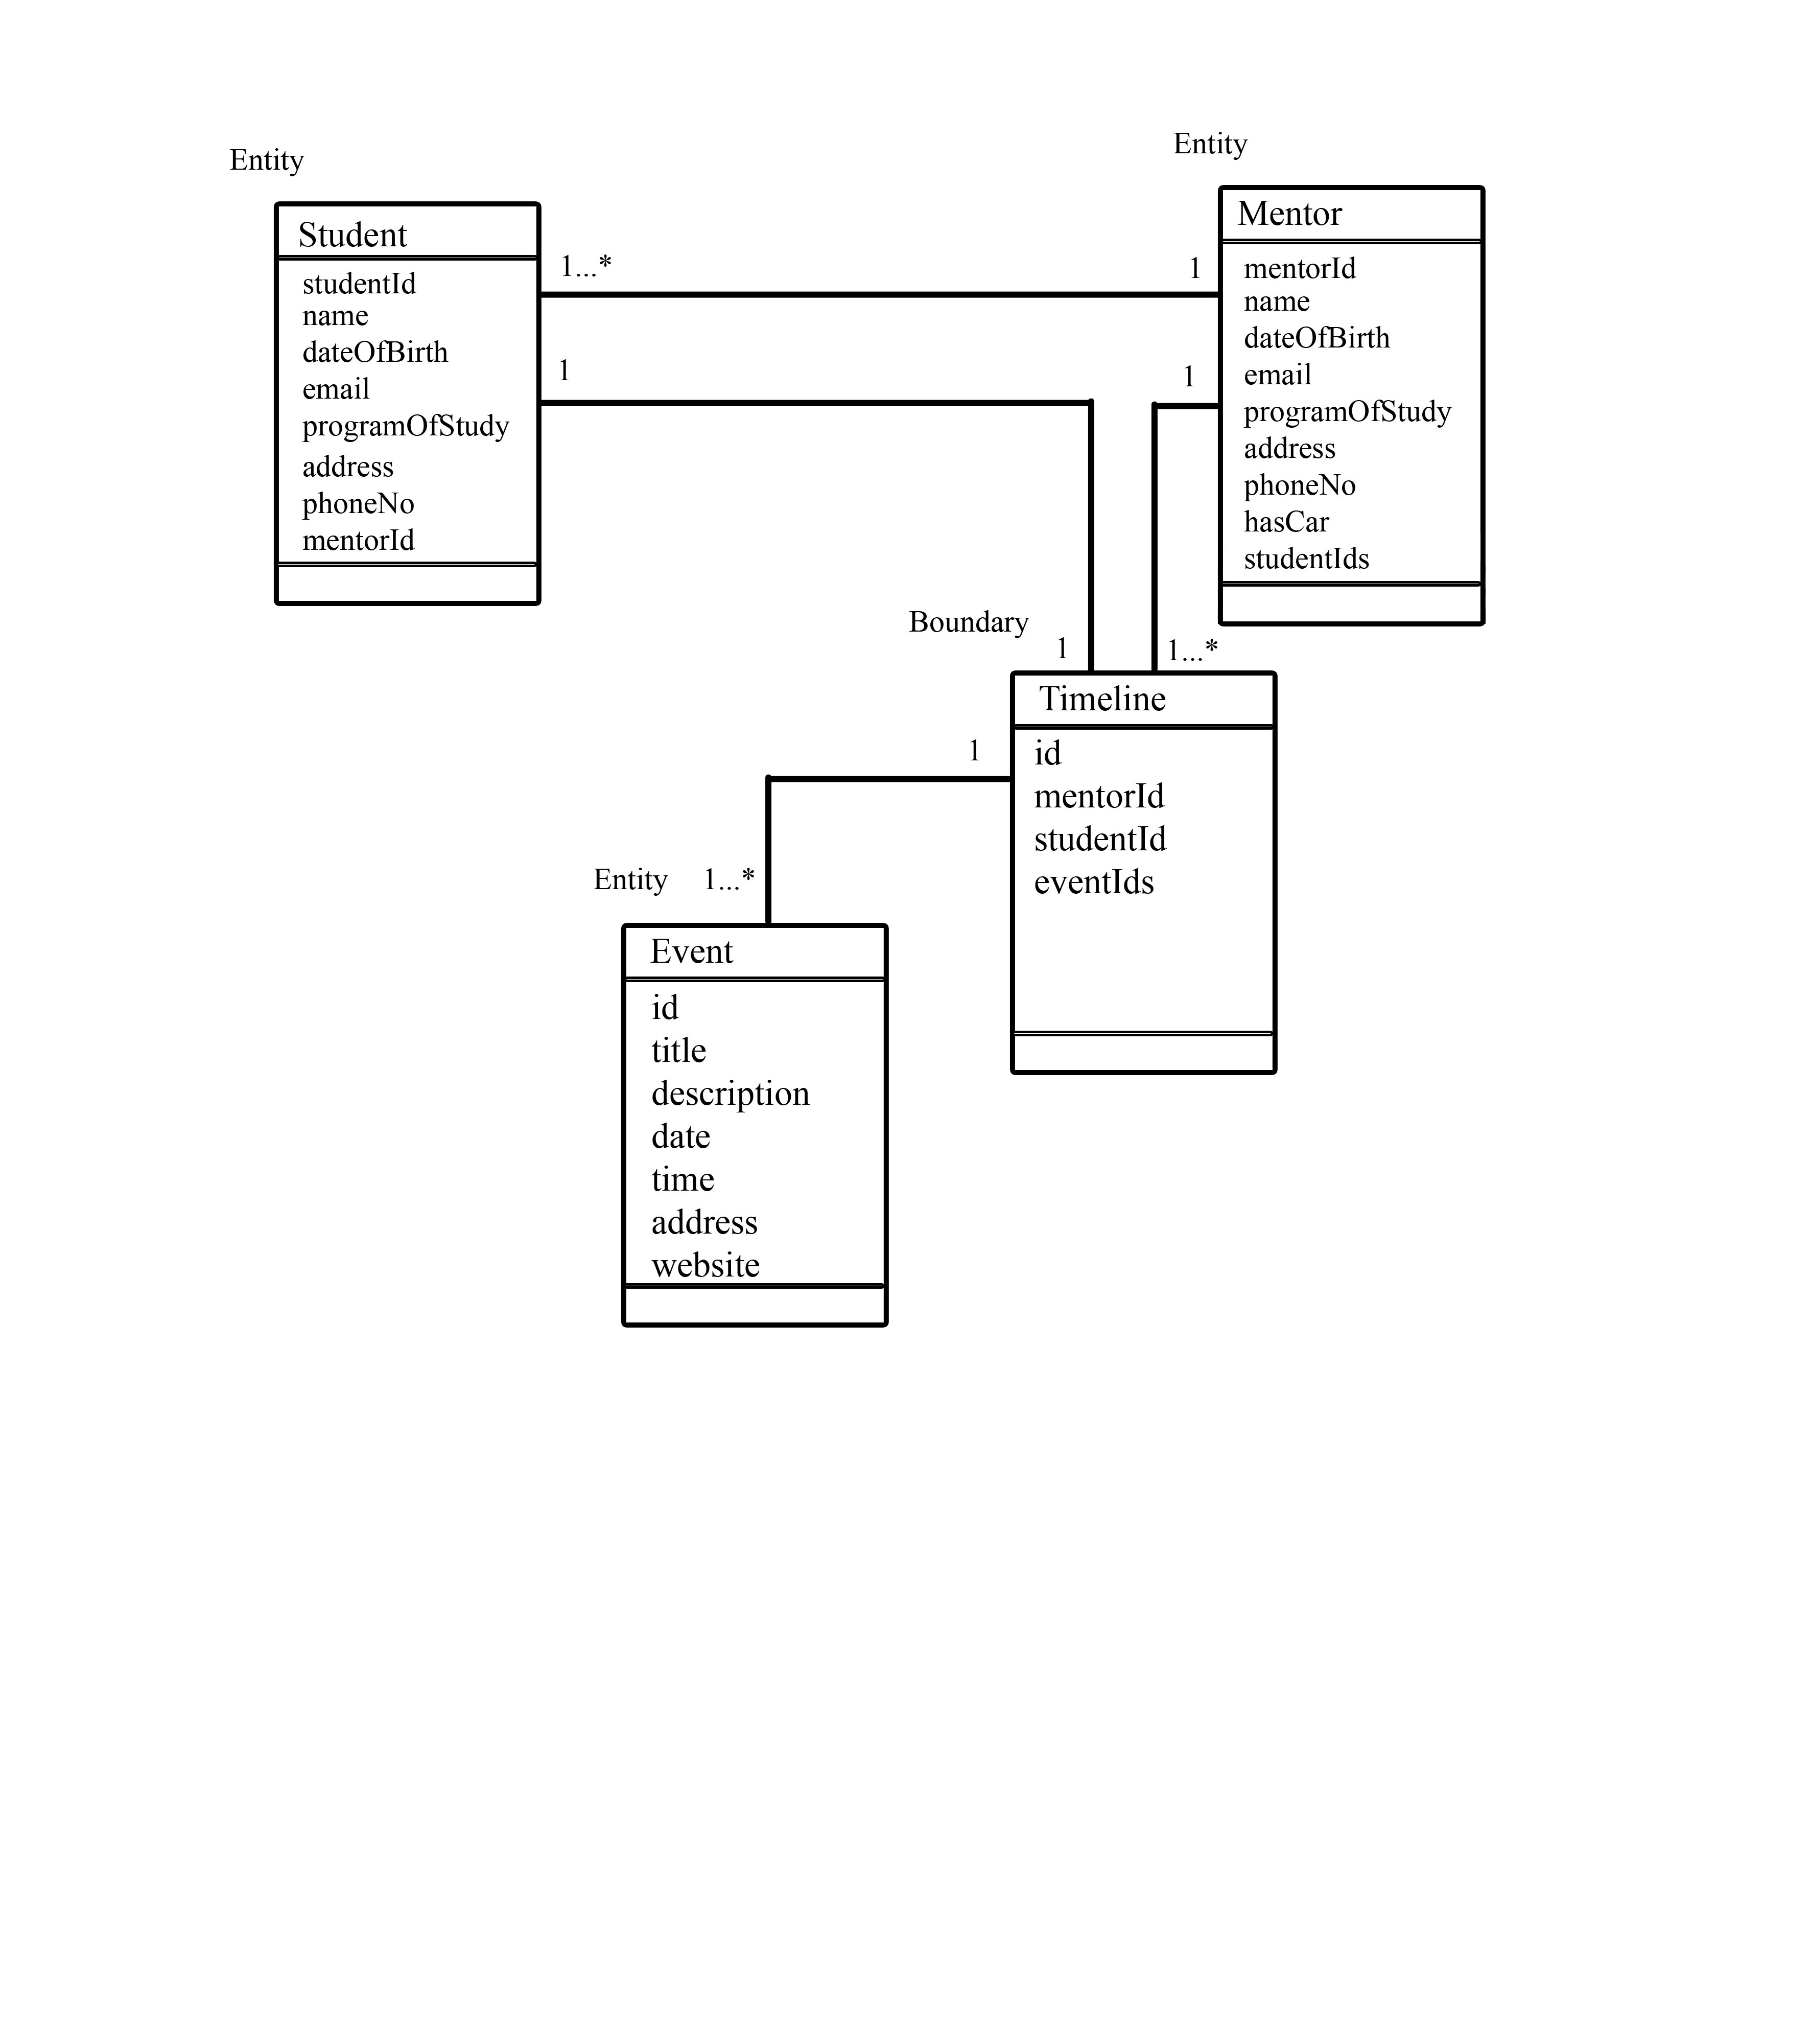 Entity
Student
studentId
name
dateOfBirth
email
programOfStudy
address
phoneNo
mentorId
1...*
1
1
1
Entity
Mentor
mentorId
name
dateOfBirth
email
programOfStudy
address
phoneNo
hasCar
studentIds
Boundary
1
1...*
Timeline
id
mentorId
studentId
eventIds
1
Entity
1...*
Event
id
title
description
date
time
address
website